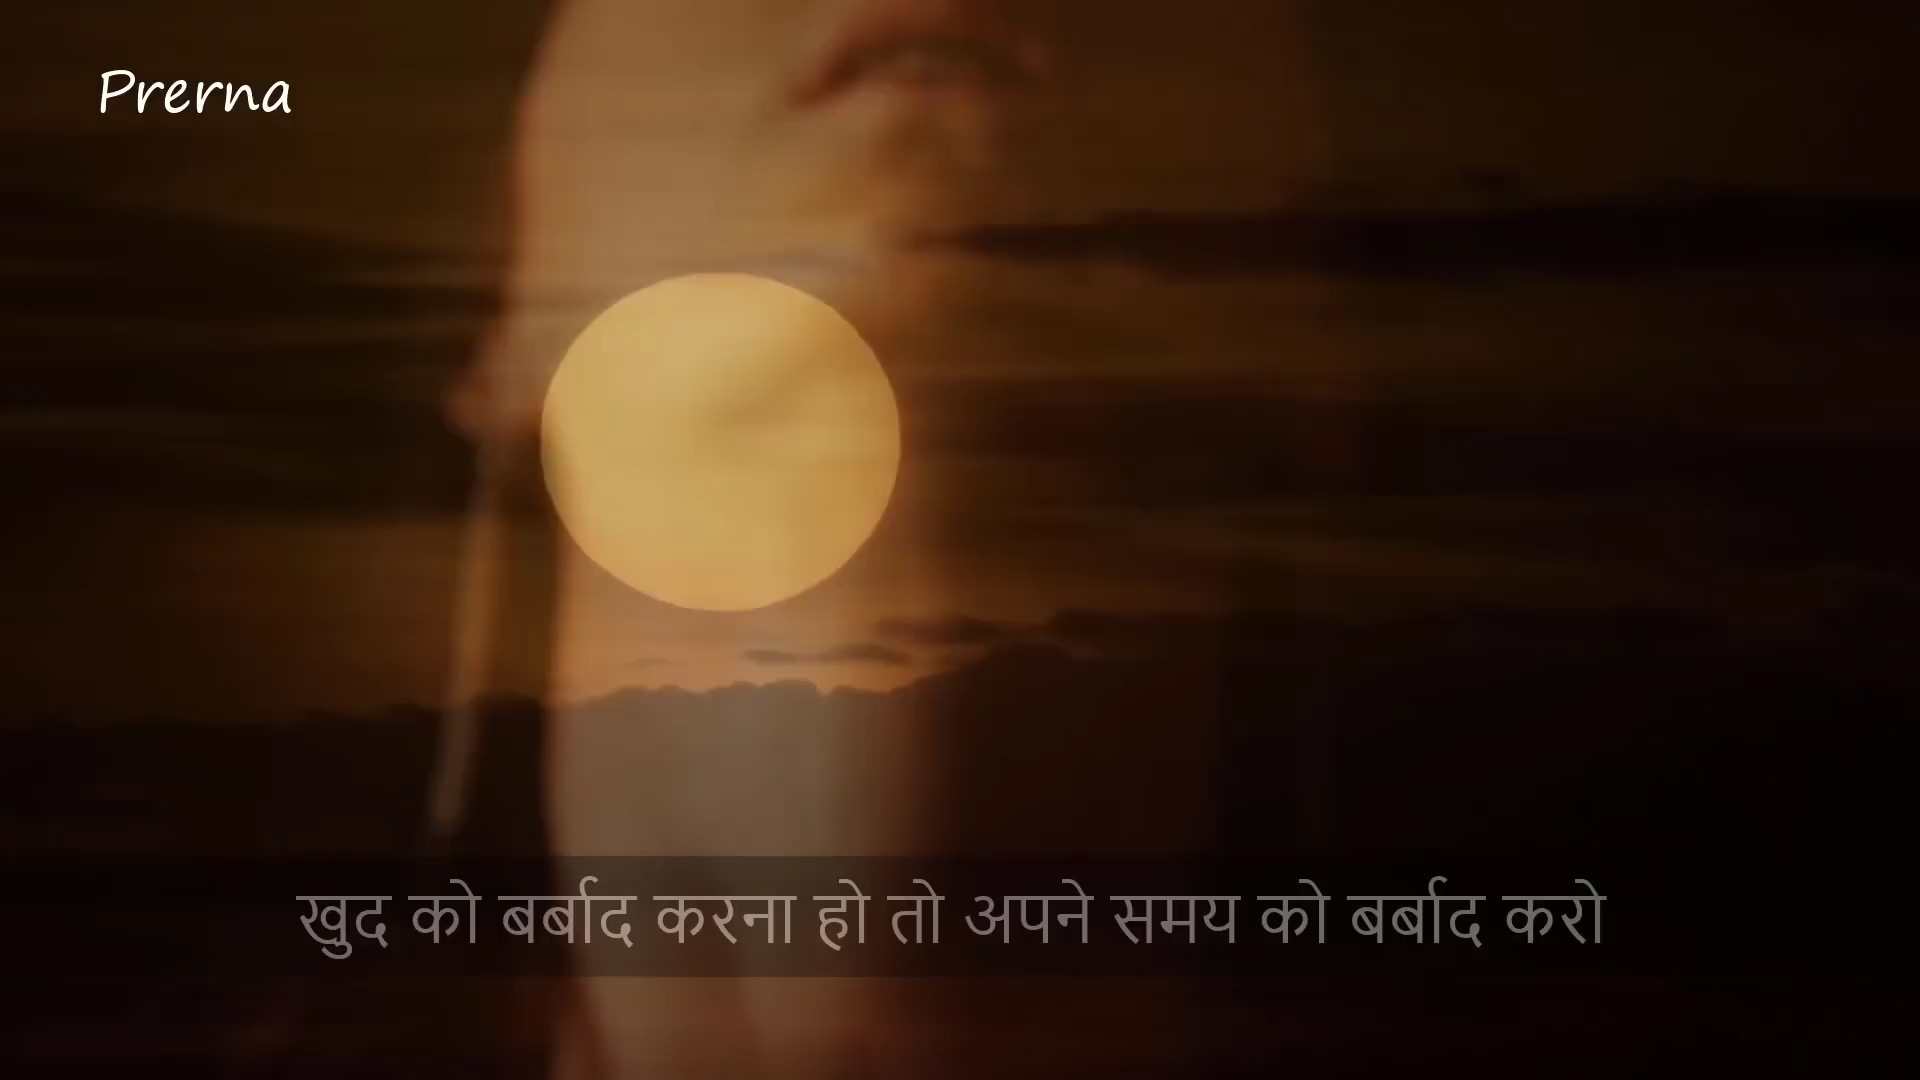 Prerna
खुद को बर्बाद करना हो तो अपने समय को बर्बाद करो